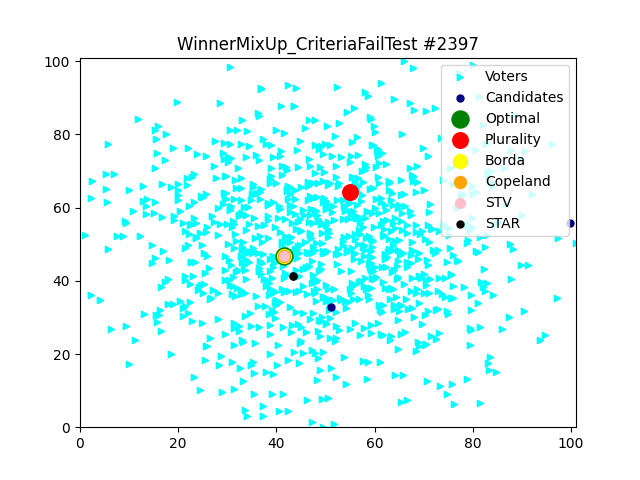 WinnerMixUp_CriteriaFailTest #2397
100
80
60
40
20
0
0 20 40 60 80 100
Voters
Candidates
Optimal
Plurality
Borda
Copeland
STV
STAR